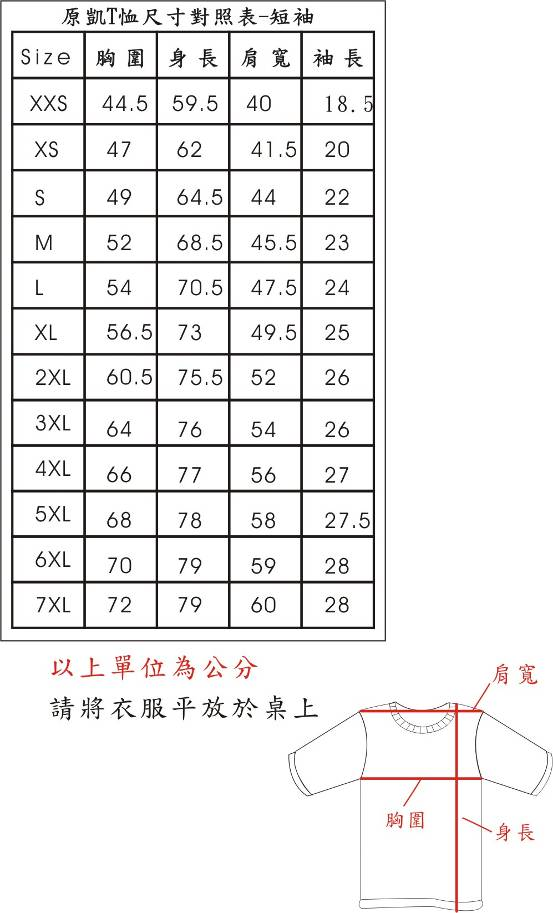 原凱T恤尺寸對照表-短袖
Size 胸圍 身長 肩寬 袖長
XXS 44.5 59.5 40 18.5
XS 47 62 41.5 20
S 49 64.5 44 22
M 52 68.5 45.5 23
L 54 70.5 47.5 24
XL 56.5 73 49.5 25
2XL 60.5 75.5 52 26
3XL 64 76 54 26
4XL 66 77 56 27
5XL 68 78 58 27.5
6XL 70 79 59 28
7XL 72 79 60 28
以上單位為公分
請將衣服平放於桌上
肩寬
胸圍
身長